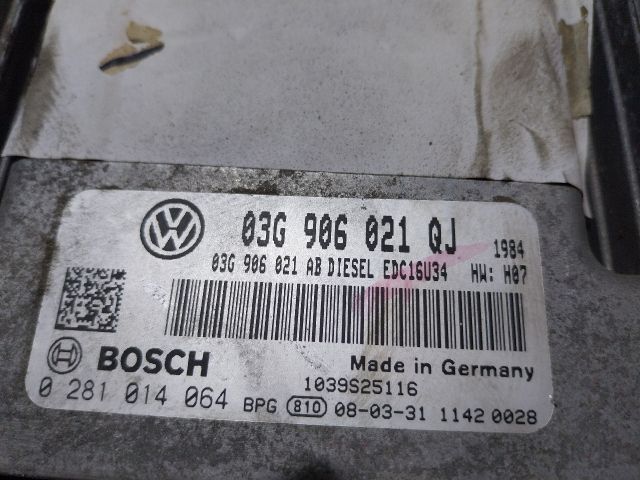 03G 906 021 QJ 1984
03G 906 021 AB DIESEL EDC16U34 HW: H07
BOSCH Made in Germany
1039S25116
0 281 014 064 BPG 810 08-03-31 1142 0028